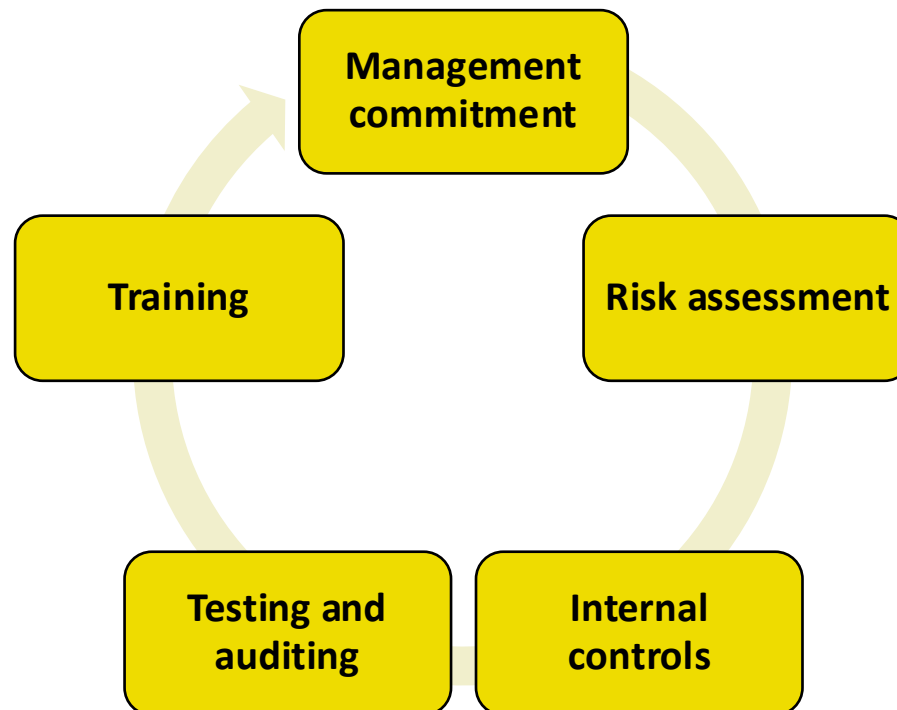 Management
commitment
Risk assessment
Internal
controls
Testing and
auditing
Training